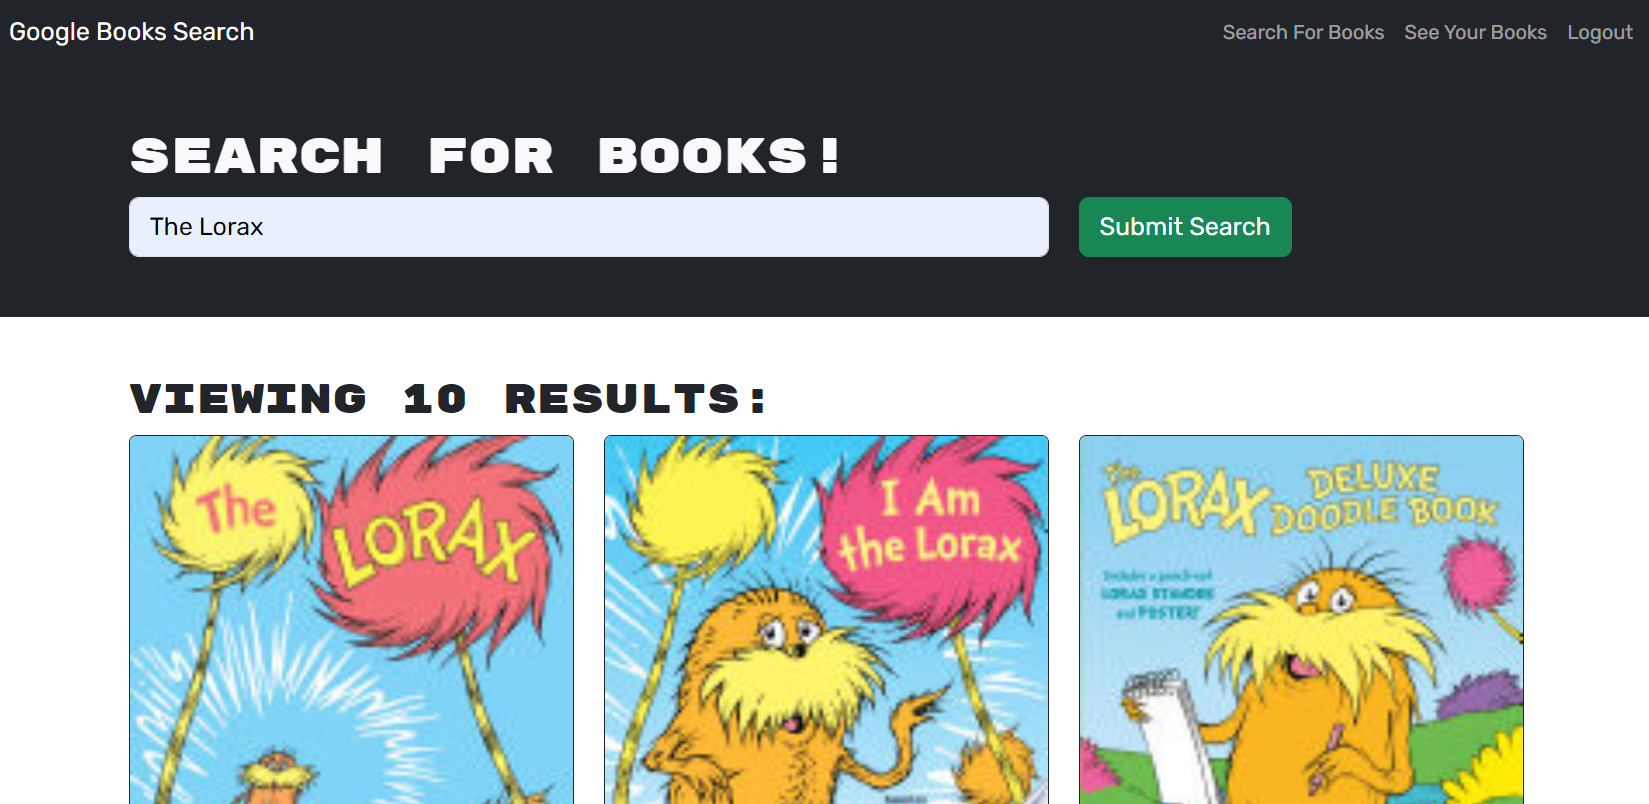 Google Books Search
Search For Books See Your Books Logout
SEARCH FOR BOOKS!
The Lorax
Submit Search
VIEWING 10 RESULTS:
The
LORAX
I Am
the Lorax
The
LORAX
DELUXE
DOODLE BOOK
Includes a punch-out
LORAX STANDEE
and POSTER!